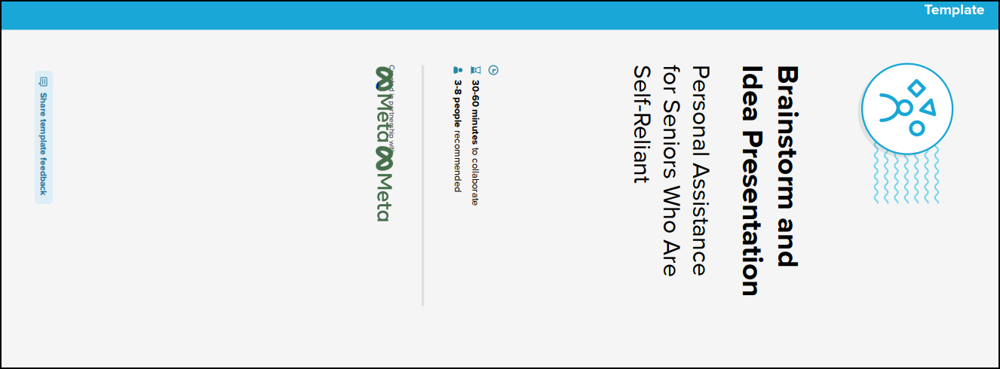 Template
Brainstorm and
Idea Presentation
Personal Assistance
for Seniors Who Are
Self-Reliant
30-60 minutes to collaborate
3-8 people recommended
Created in partnership with
Meta Meta
Share template feedback